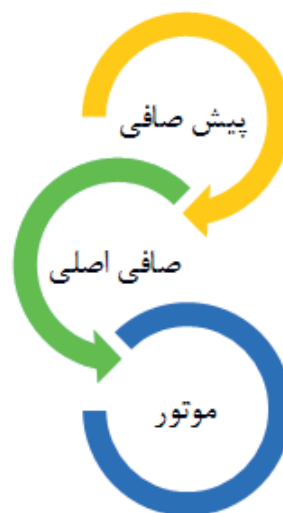 پیش صافی
صافی اصلی
موتور